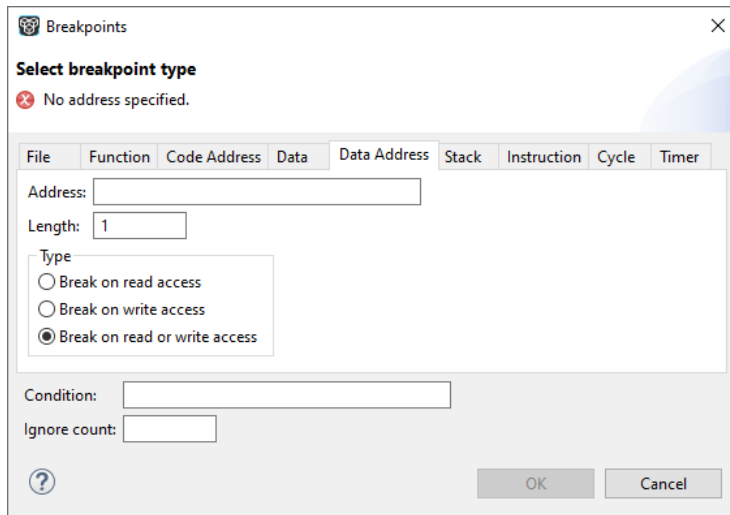 Breakpoints
Select breakpoint type
No address specified.
File Function Code Address Data Data Address Stack Instruction Cycle Timer
Address:
Length: 1
Type
Break on read access
Break on write access
Break on read or write access
Condition:
Ignore count:
? OK Cancel